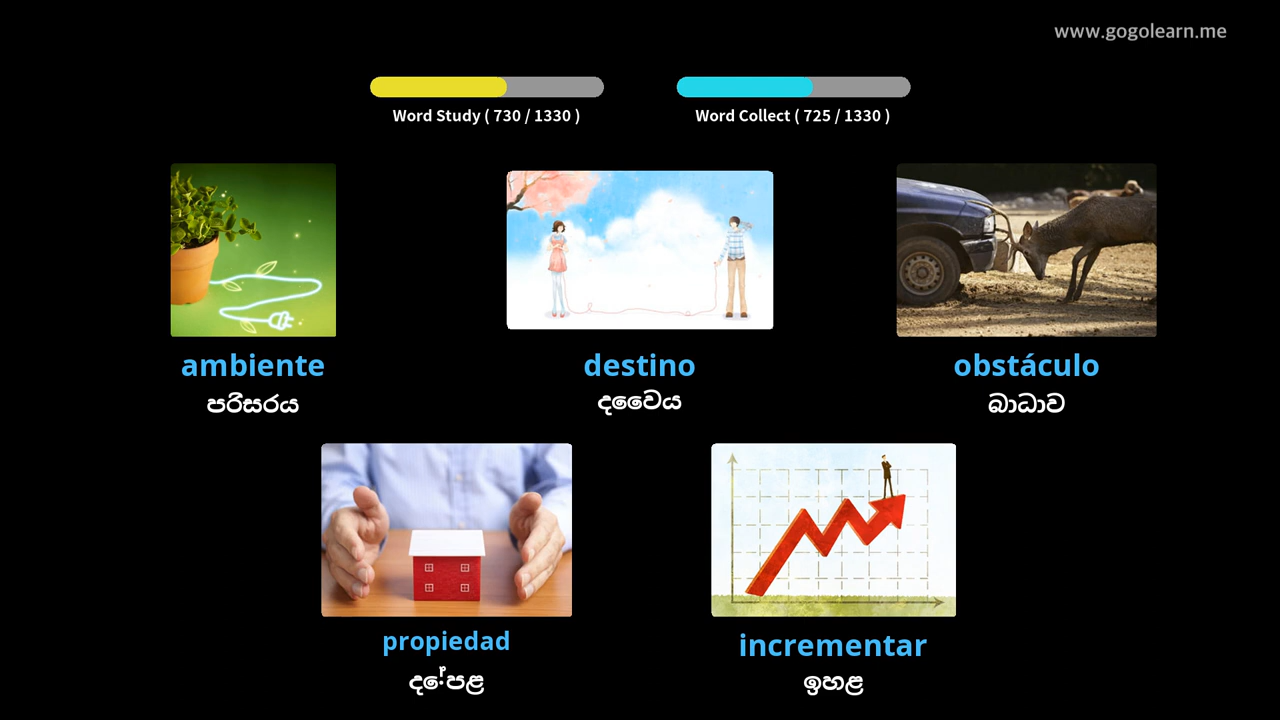 www.gogolearn.me
Word Study ( 730 / 1330 )
Word Collect ( 725 / 1330 )
ambiente
පරිසරය
destino
දෛවය
obstáculo
බාධාව
propiedad
දේපළ
incrementar
ඉහළ